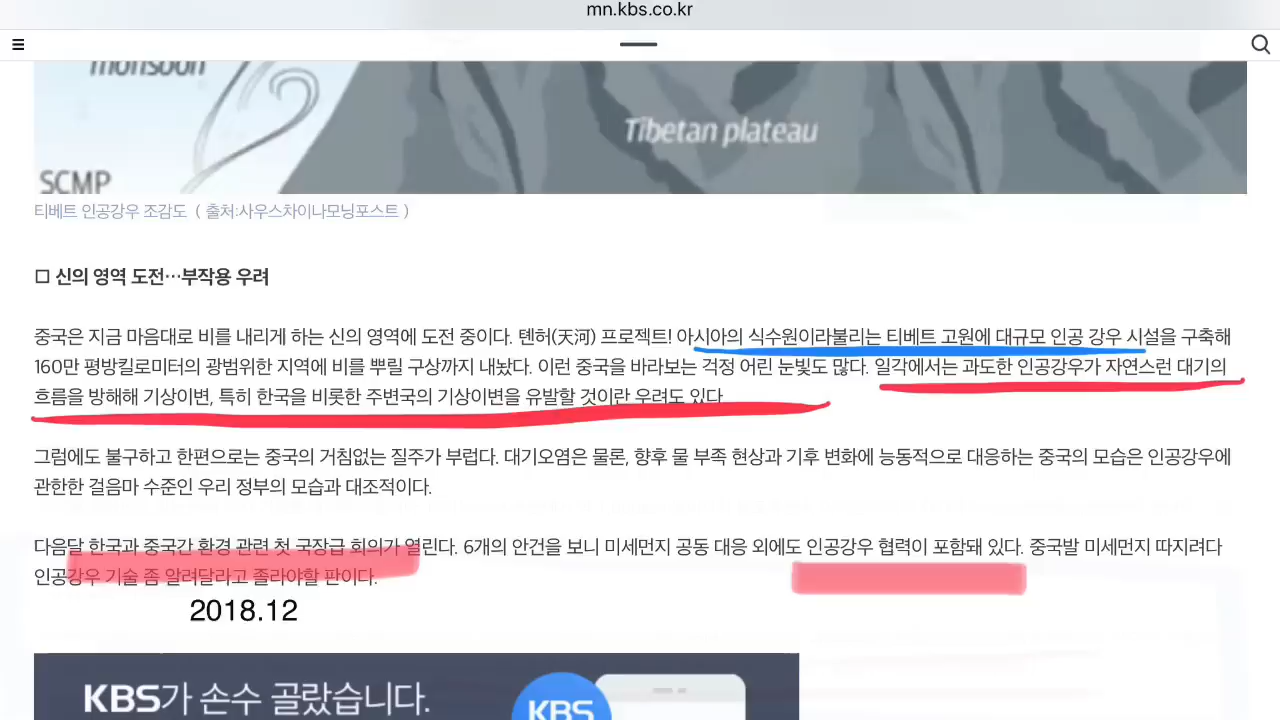 mn.kbs.co.kr
monsoon
Tibetan plateau
SCMP
티베트 인공강우 조감도 ( 출처:사우스차이나모닝포스트 )
□ 신의 영역 도전…부작용 우려
중국은 지금 마음대로 비를 내리게 하는 신의 영역에 도전 중이다. 톈허(天河) 프로젝트! 아시아의 식수원이라불리는 티베트 고원에 대규모 인공 강우 시설을 구축해
160만 평방킬로미터의 광범위한 지역에 비를 뿌릴 구상까지 내놨다. 이런 중국을 바라보는 걱정 어린 눈빛도 많다. 일각에서는 과도한 인공강우가 자연스런 대기의
흐름을 방해해 기상이변, 특히 한국을 비롯한 주변국의 기상이변을 유발할 것이란 우려도 있다
그럼에도 불구하고 한편으로는 중국의 거침없는 질주가 부럽다. 대기오염은 물론, 향후 물 부족 현상과 기후 변화에 능동적으로 대응하는 중국의 모습은 인공강우에
관한한 걸음마 수준인 우리 정부의 모습과 대조적이다.
다음달 한국과 중국간 환경 관련 첫 국장급 회의가 열린다. 6개의 안건을 보니 미세먼지 공동 대응 외에도 인공강우 협력이 포함돼 있다. 중국발 미세먼지 따지려다
인공강우 기술 좀 알려달라고 졸라야할 판이다.
2018.12
KBS가 손수 골랐습니다.
KBS